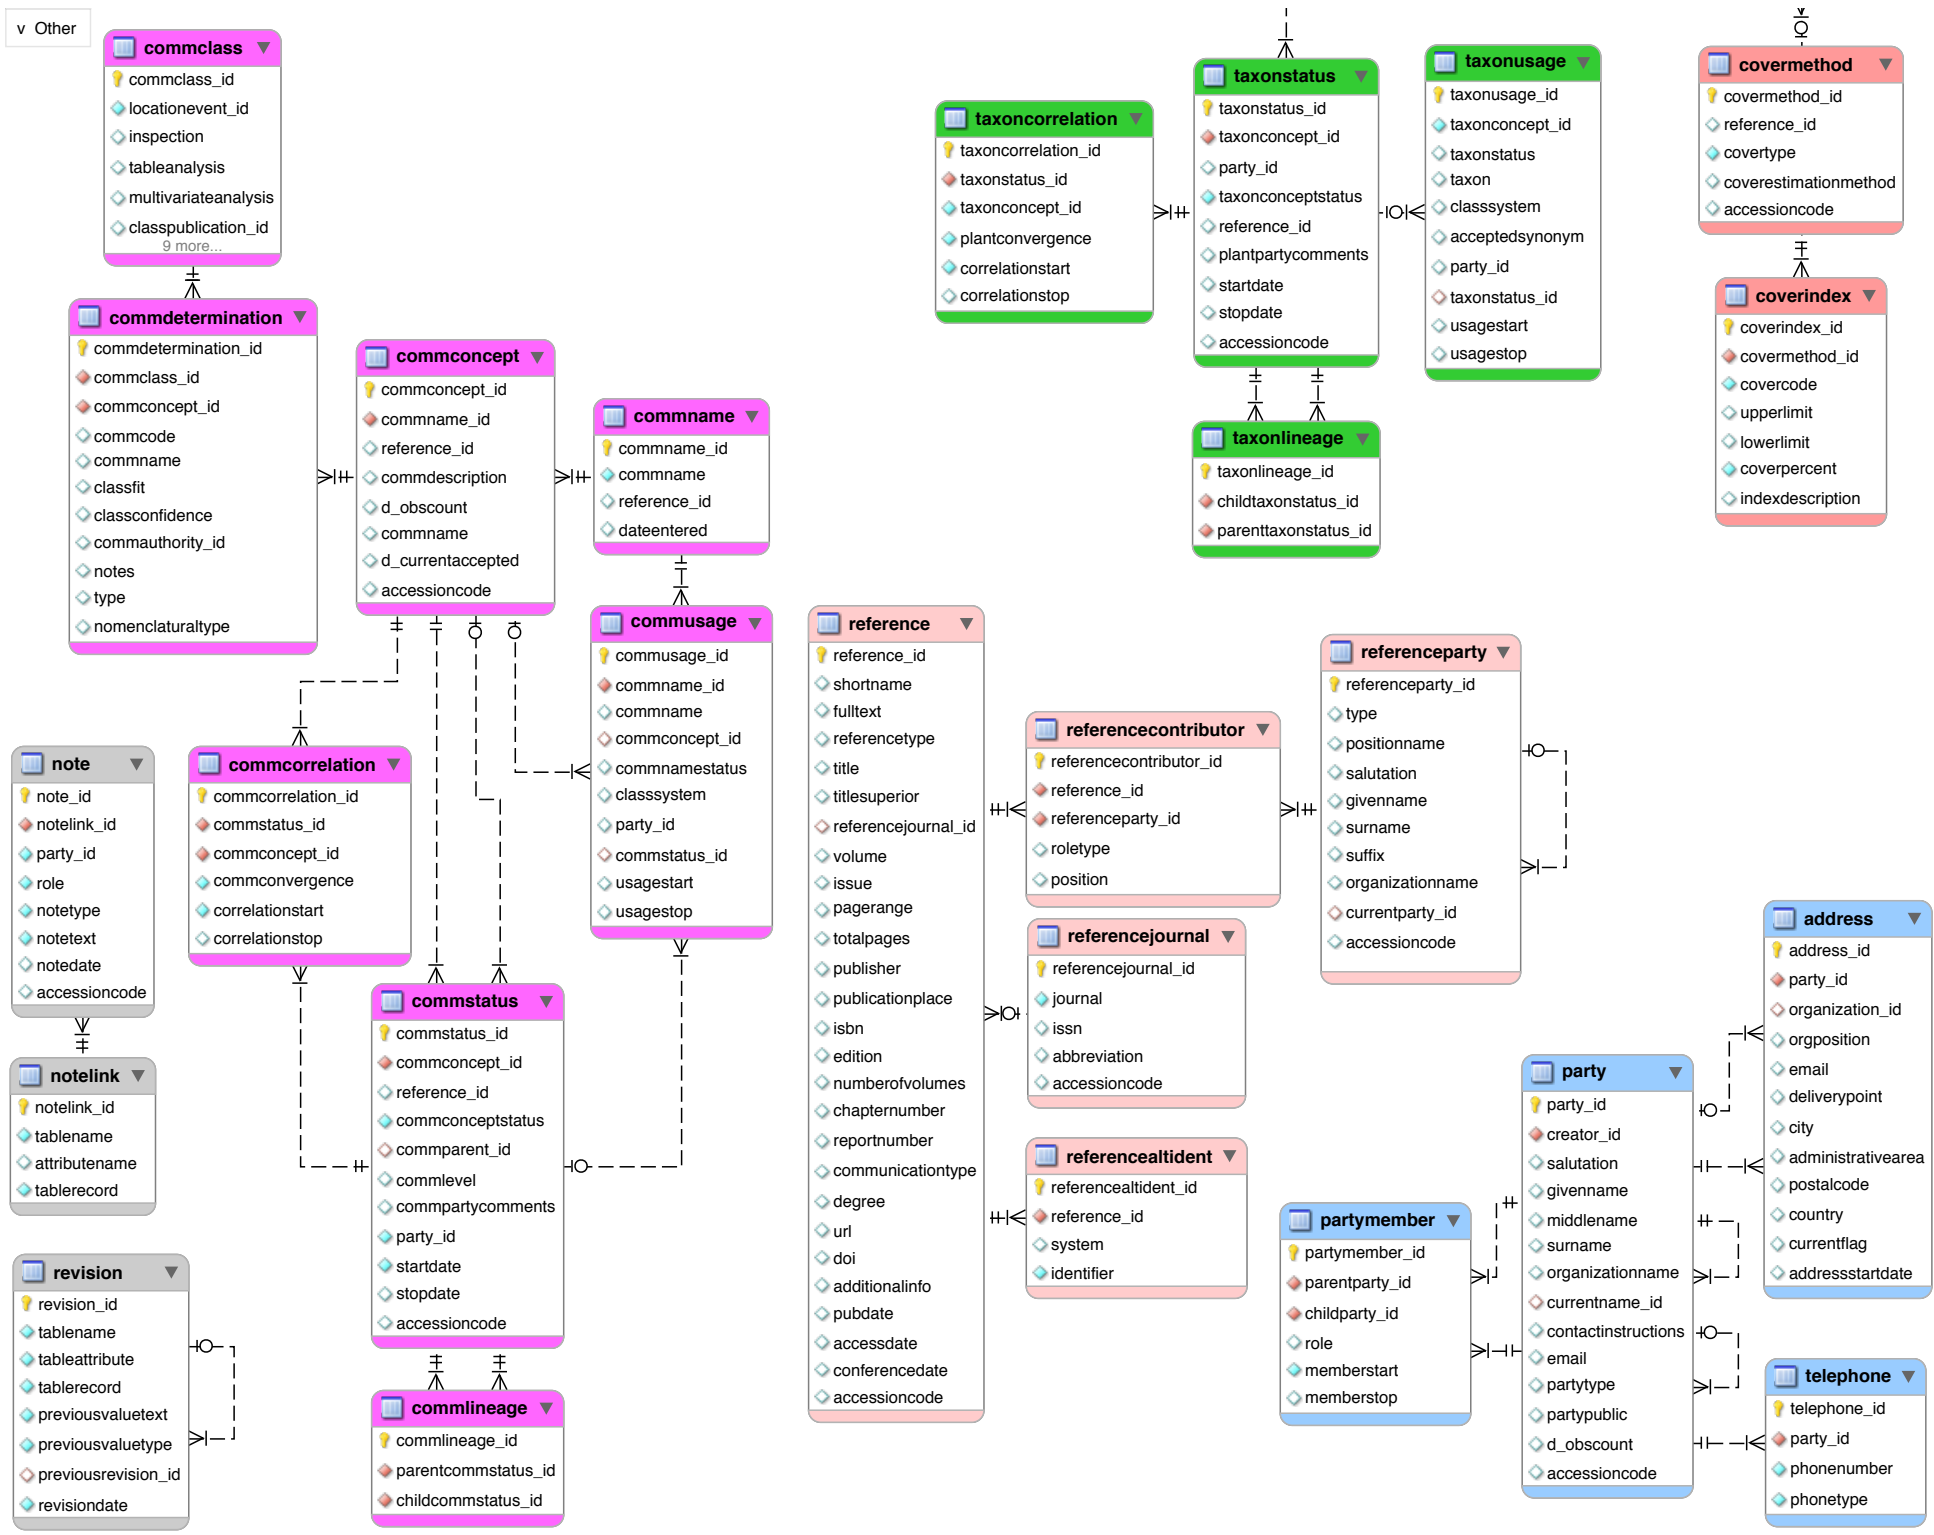 v Other
commclass
commclass_id
locationevent_id
inspection
tableanalysis
multivariateanalysis
classpublication_id
9 more...
commdetermination
commdetermination_id
commclass_id
commconcept_id
commcode
commname
classfit
classconfidence
commauthority_id
notes
type
nomenclaturaltype
commconcept
commconcept_id
commname_id
reference_id
commdescription
d_obscount
commname
d_currentaccepted
accessioncode
commname
commname_id
commname
reference_id
dateentered
commusage
commusage_id
commname_id
commname
commconcept_id
commnamestatus
classsystem
party_id
commstatus_id
usagestart
usagestop
note
note_id
notelink_id
party_id
role
notetype
notetext
notedate
accessioncode
notelink
notelink_id
tablename
attributename
tablerecord
revision
revision_id
tablename
tableattribute
tablerecord
previousvaluetext
previousvaluetype
previousrevision_id
revisiondate
commcorrelation
commcorrelation_id
commstatus_id
commconcept_id
commconvergence
correlationstart
correlationstop
commstatus
commstatus_id
commconcept_id
reference_id
commconceptstatus
commparent_id
commlevel
commpartycomments
party_id
startdate
stopdate
accessioncode
commlineage
commlineage_id
parentcommstatus_id
childcommstatus_id
taxoncorrelation
taxoncorrelation_id
taxonstatus_id
taxonconcept_id
plantconvergence
correlationstart
correlationstop
taxonstatus
taxonstatus_id
taxonconcept_id
party_id
taxonconceptstatus
reference_id
plantpartycomments
startdate
stopdate
accessioncode
taxonusage
taxonusage_id
taxonconcept_id
taxonstatus
taxon
classsystem
acceptedsynonym
party_id
taxonstatus_id
usagestart
usagestop
taxonlineage
taxonlineage_id
childtaxonstatus_id
parenttaxonstatus_id
covermethod
covermethod_id
reference_id
covertype
coverestimationmethod
accessioncode
coverindex
coverindex_id
covermethod_id
covercode
upperlimit
lowerlimit
coverpercent
indexdescription
reference
reference_id
shortname
fulltext
referencetype
title
titlesuperior
referencejournal_id
volume
issue
pagerange
totalpages
publisher
publicationplace
isbn
edition
numberofvolumes
chapternumber
reportnumber
communicationtype
degree
url
doi
additionalinfo
pubdate
accessdate
conferencedate
accessioncode
referencecontributor
referencecontributor_id
reference_id
referenceparty_id
roletype
position
referencejournal
referencejournal_id
journal
issn
abbreviation
accessioncode
referencealtident
referencealtident_id
reference_id
system
identifier
referenceparty
referenceparty_id
type
positionname
salutation
givenname
surname
suffix
organizationname
currentparty_id
accessioncode
partymember
partymember_id
parentparty_id
childparty_id
role
memberstart
memberstop
party
party_id
creator_id
salutation
givenname
middlename
surname
organizationname
currentname_id
contactinstructions
email
partytype
partypublic
d_obscount
accessioncode
address
address_id
party_id
organization_id
orgposition
email
deliverypoint
city
administrativearea
postalcode
country
currentflag
addressstartdate
telephone
telephone_id
party_id
phonenumber
phonetype